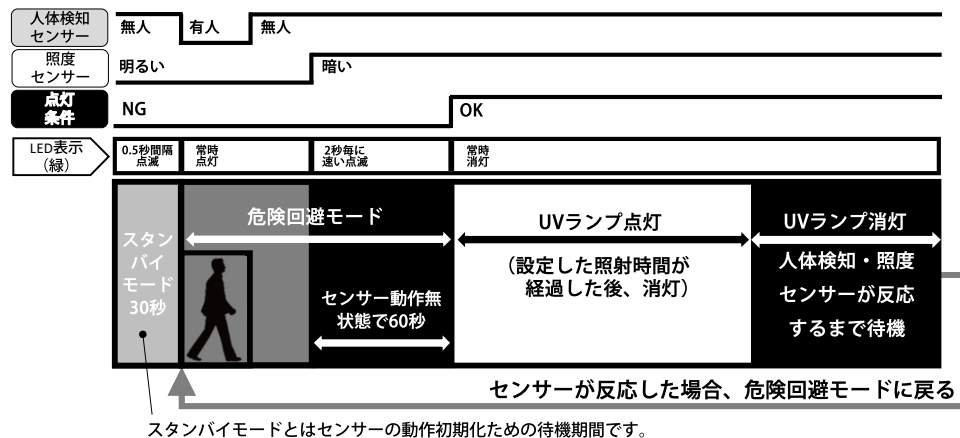 人体検知
センサー
無人
有人
無人
照度
センサー
明るい
暗い
点灯
条件
NG
OK
LED表示
（緑）
0.5秒間隔
点滅
常時
点灯
2秒毎に
速い点滅
常時
消灯
スタン
バイ
モード
30秒
危険回避モード
センサー動作無
状態で60秒
UVランプ点灯
（設定した照射時間が
経過した後、消灯）
UVランプ消灯
人体検知・照度
センサーが反応
するまで待機
センサーが反応した場合、危険回避モードに戻る
スタンバイモードとはセンサーの動作初期化ための待機期間です。